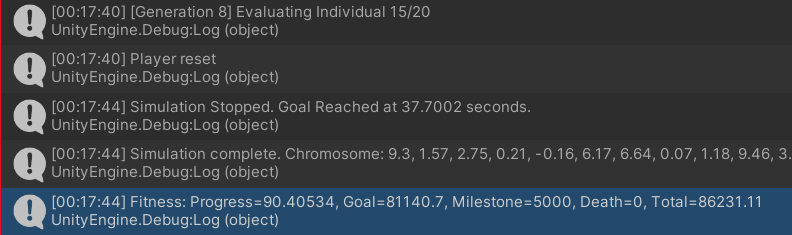 [00:17:40] [Generation 8] Evaluating Individual 15/20
UnityEngine.Debug:Log (object)
[00:17:40] Player reset
UnityEngine.Debug:Log (object)
[00:17:44] Simulation Stopped. Goal Reached at 37.7002 seconds.
UnityEngine.Debug:Log (object)
[00:17:44] Simulation complete. Chromosome: 9.3, 1.57, 2.75, 0.21, -0.16, 6.17, 6.64, 0.07, 1.18, 9.46, 3.
UnityEngine.Debug:Log (object)
[00:17:44] Fitness: Progress=90.40534, Goal=81140.7, Milestone=5000, Death=0, Total=86231.11
UnityEngine.Debug:Log (object)